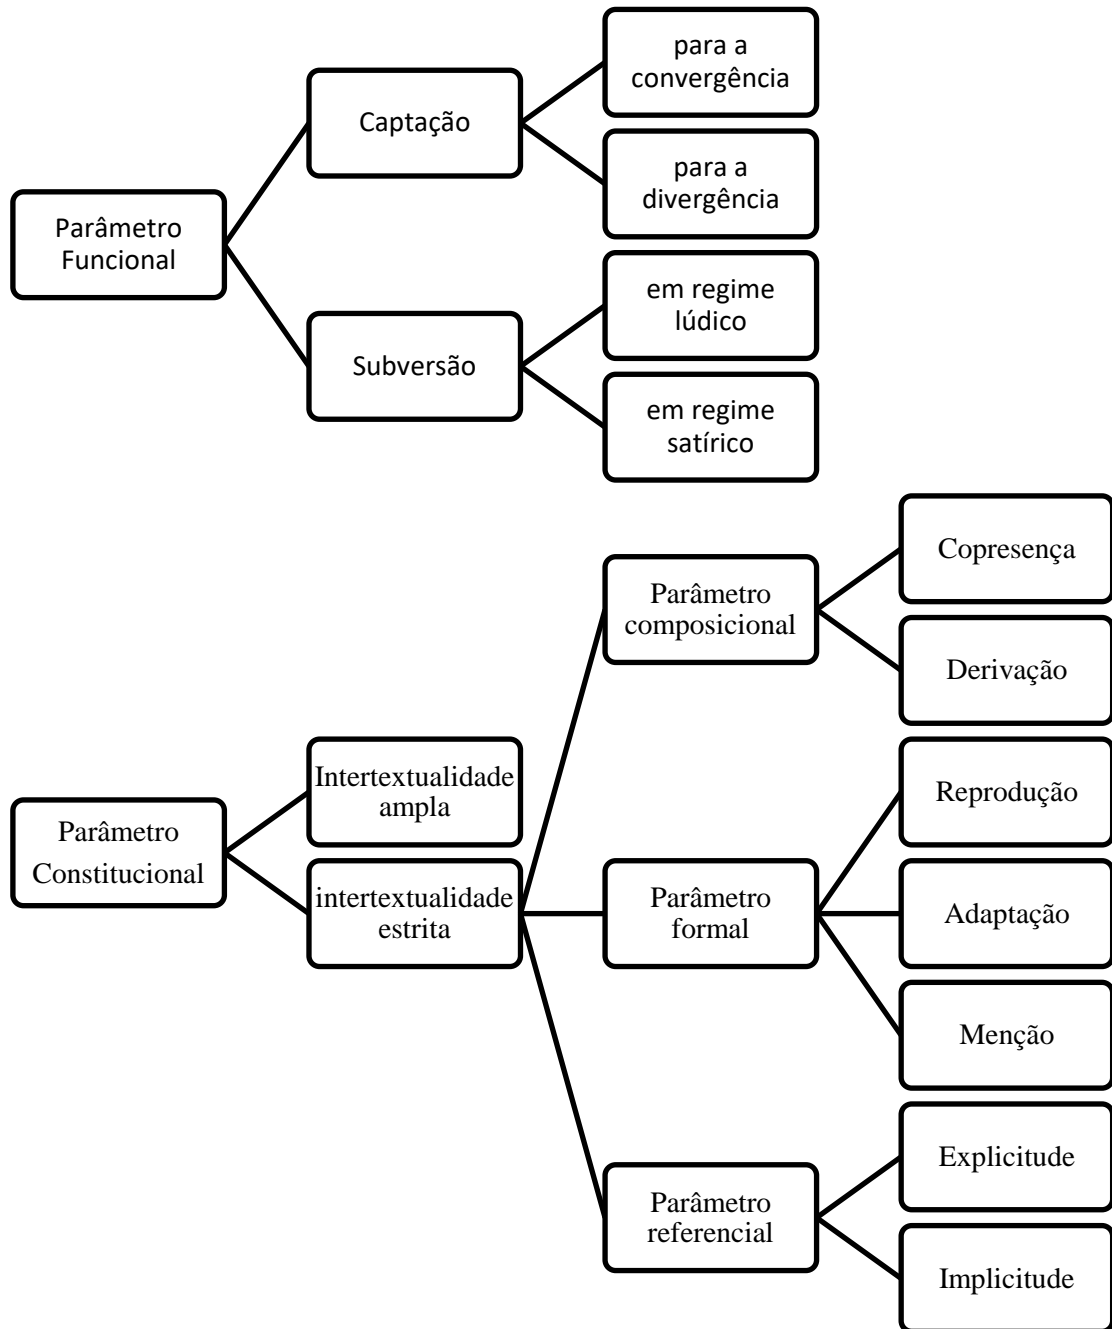 Parâmetro
Funcional
Captação
para a
convergência
para a
divergência
Subversão
em regime
lúdico
em regime
satírico
Parâmetro
Constitucional
Intertextualidade
ampla
intertextualidade
estrita
Parâmetro
composicional
Copresença
Derivação
Parâmetro
formal
Reprodução
Adaptação
Menção
Parâmetro
referencial
Explicitude
Implicitude